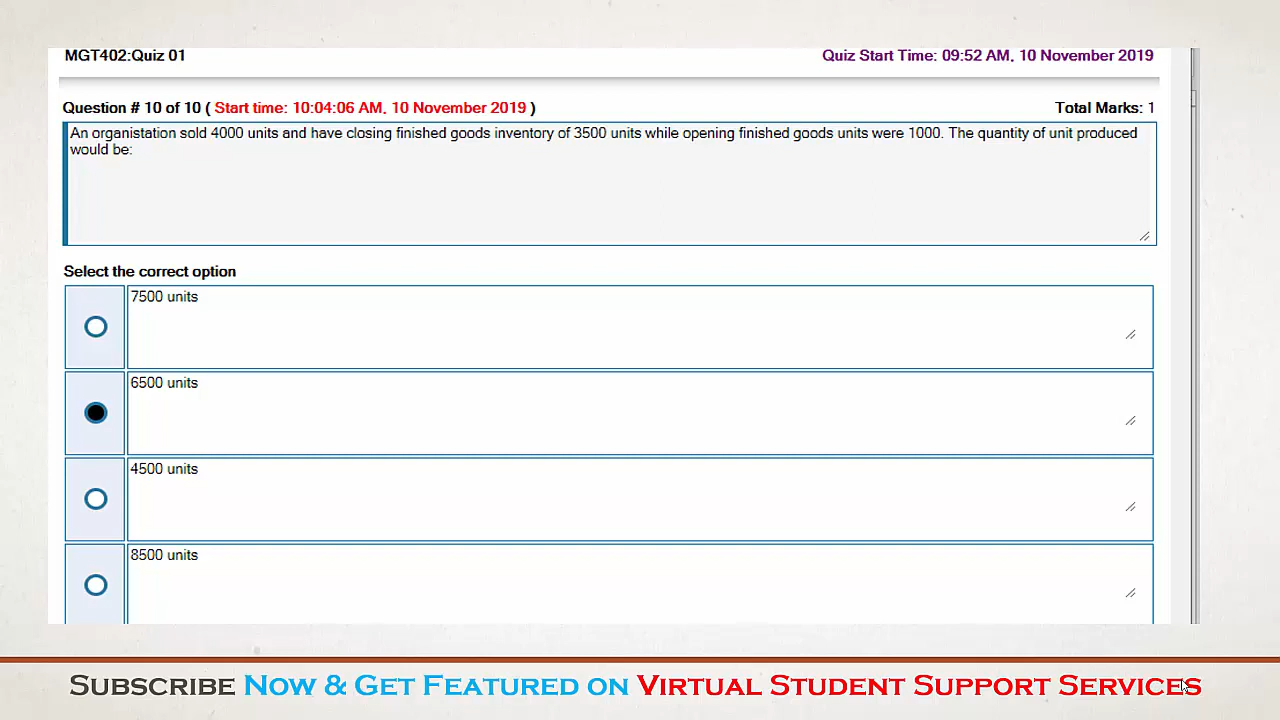 MGT402:Quiz 01
Quiz Start Time: 09:52 AM, 10 November 2019
Question # 10 of 10 ( Start time: 10:04:06 AM, 10 November 2019 )
Total Marks: 1
An organistation sold 4000 units and have closing finished goods inventory of 3500 units while opening finished goods units were 1000. The quantity of unit produced
would be:
Select the correct option
7500 units
6500 units
4500 units
8500 units
Subscribe Now & Get Featured on Virtual Student Support Services